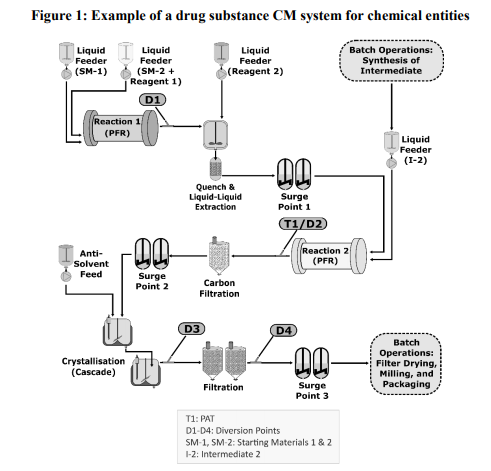 Figure 1: Example of a drug substance CM system for chemical entities
Liquid
Feeder
(SM-1)
Liquid
Feeder
(SM-2 +
Reagent 1)
Liquid
Feeder
(Reagent 2)
Batch Operations:
Synthesis of
Intermediate
D1
Reaction 1
(PFR)
Liquid
Feeder
(I-2)
Quench &
Liquid-Liquid
Extraction
Surge
Point 1
T1/D2
Anti-
Solvent
Feed
Surge
Point 2
Carbon
Filtration
Reaction 2
(PFR)
Crystallisation
(Cascade)
D3
Filtration
D4
Surge
Point 3
Batch
Operations:
Filter Drying,
Milling, and
Packaging
T1: PAT
D1-D4: Diversion Points
SM-1, SM-2: Starting Materials 1 & 2
I-2: Intermediate 2